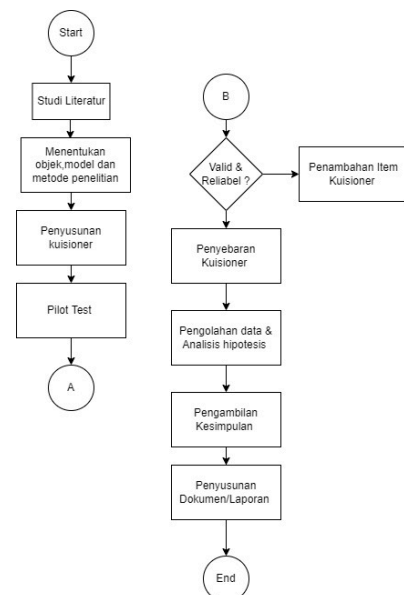 Start
Studi Literatur
Menentukan
objek,model dan
metode penelitian
Penyusunan
kuisioner
Pilot Test
A
B
Valid &
Reliabel ?
Penambahan Item
Kuisioner
Penyebaran
Kuisioner
Pengolahan data &
Analisis hipotesis
Pengambilan
Kesimpulan
Penyusunan
Dokumen/Laporan
End